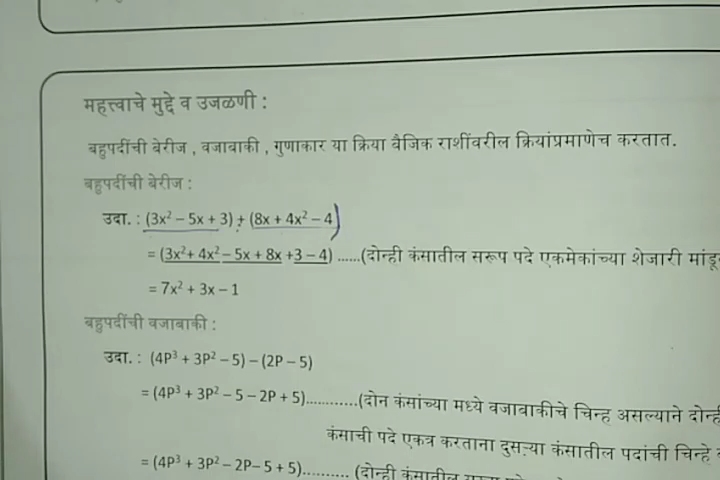 महत्त्वाचे मुद्दे व उजळणी :
बहुपदींची बेरीज , वजाबाकी , गुणाकार या क्रिया बैजिक राशींवरील क्रियांप्रमाणेच करतात.
बहुपदींची बेरीज :
उदा. : (3x² – 5x + 3) + (8x + 4x² – 4)
= (3x² + 4x² – 5x + 8x + 3 – 4) ......(दोन्ही कंसातील सरूप पदे एकमेकांच्या शेजारी
= 7x² + 3x – 1
बहुपदींची वजाबाकी :
उदा. : (4P³ + 3P² – 5) – (2P – 5)
= (4P³ + 3P² – 5 – 2P + 5)............(दोन कंसांच्या मध्ये वजाबाकीचे चिन्ह असल्याने
कंसाची पदे एकत्र करताना दुसऱ्या कंसातील पदांची चिन्हे
= (4P³ + 3P² – 2P – 5 + 5).......... (दोन्ही कंसातील